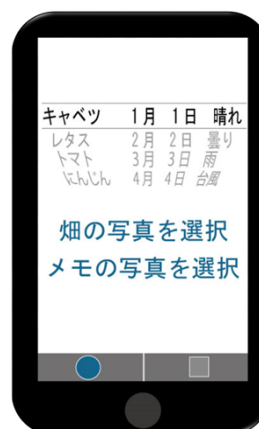 キャベツ 1月 1日 晴れ
レタス 2月 2日 曇り
トマト 3月 3日 雨
にんじん 4月 4日 台風
畑の写真を選択
メモの写真を選択